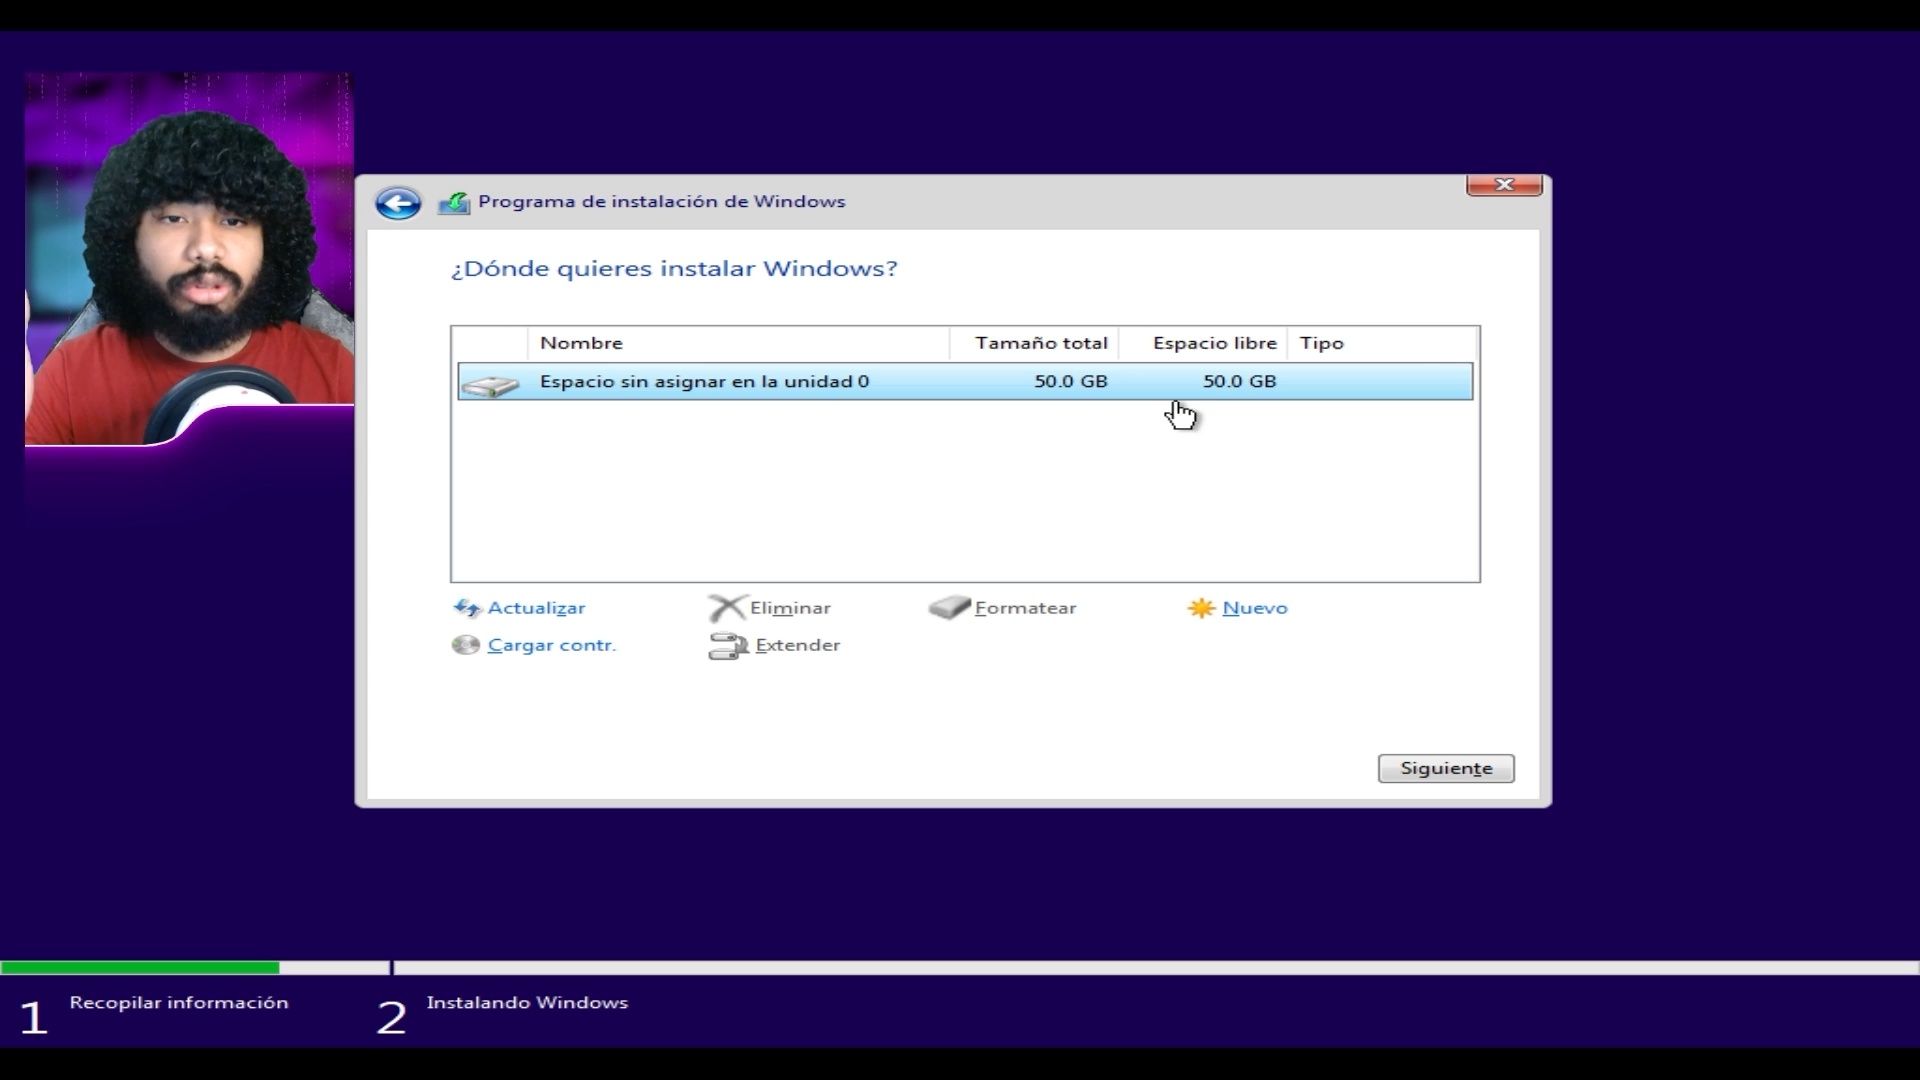 Programa de instalación de Windows
¿Dónde quieres instalar Windows?
Nombre Tamaño total Espacio libre Tipo
Espacio sin asignar en la unidad 0 50.0 GB 50.0 GB
Actualizar Eliminar Formatear Nuevo
Cargar contr. Extender
Siguiente
1 Recopilar información 2 Instalando Windows